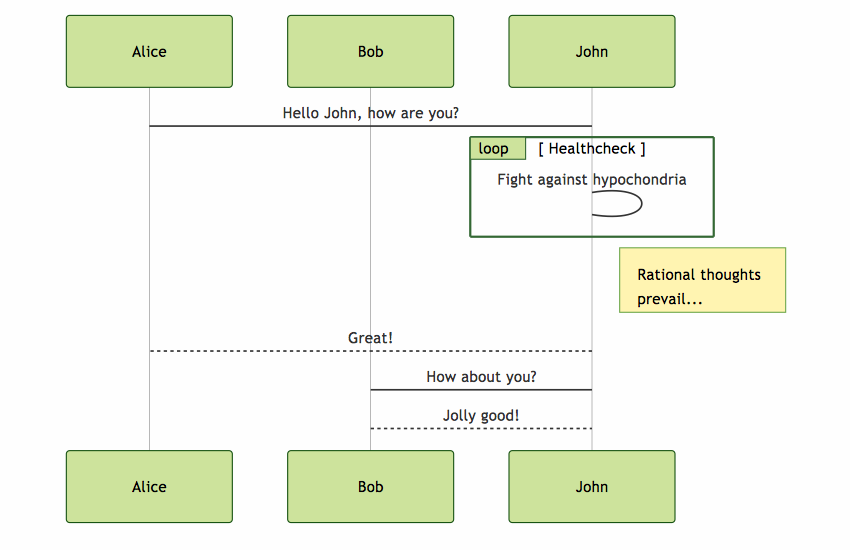 Alice
Bob
John
Hello John, how are you?
loop
[ Healthcheck ]
Fight against hypochondria
Rational thoughts
prevail...
Great!
How about you?
Jolly good!
Alice
Bob
John